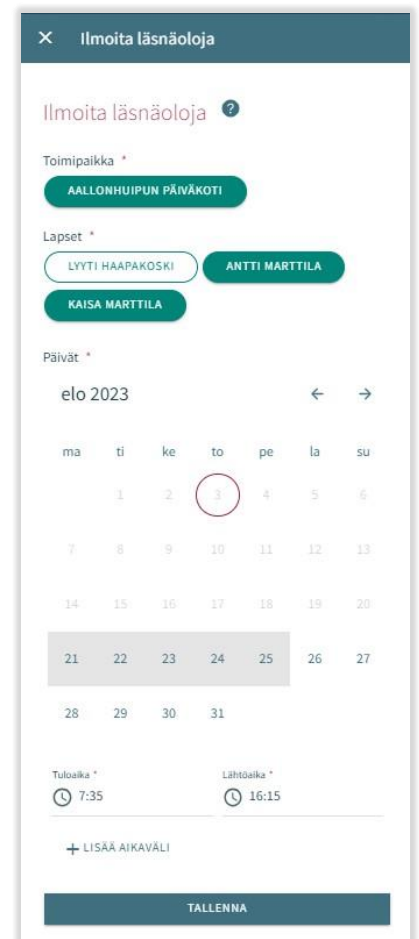 × Ilmoita läsnäoloja
Ilmoita läsnäoloja ?
Toimipaikka *
AALLONHUIPUN PÄIVÄKOTI
Lapset *
LYYTI HAAPAKOSKI ANTTI MARTTILA
KAISA MARTTILA
Päivät *
elo 2023 ← →
ma ti ke to pe la su
1 2 3 4 5 6
7 8 9 10 11 12 13
14 15 16 17 18 19 20
21 22 23 24 25 26 27
28 29 30 31
Tuloaika * Lähtöaika *
7:35 16:15
+ LISÄÄ AIKAVÄLI
TALLENNA